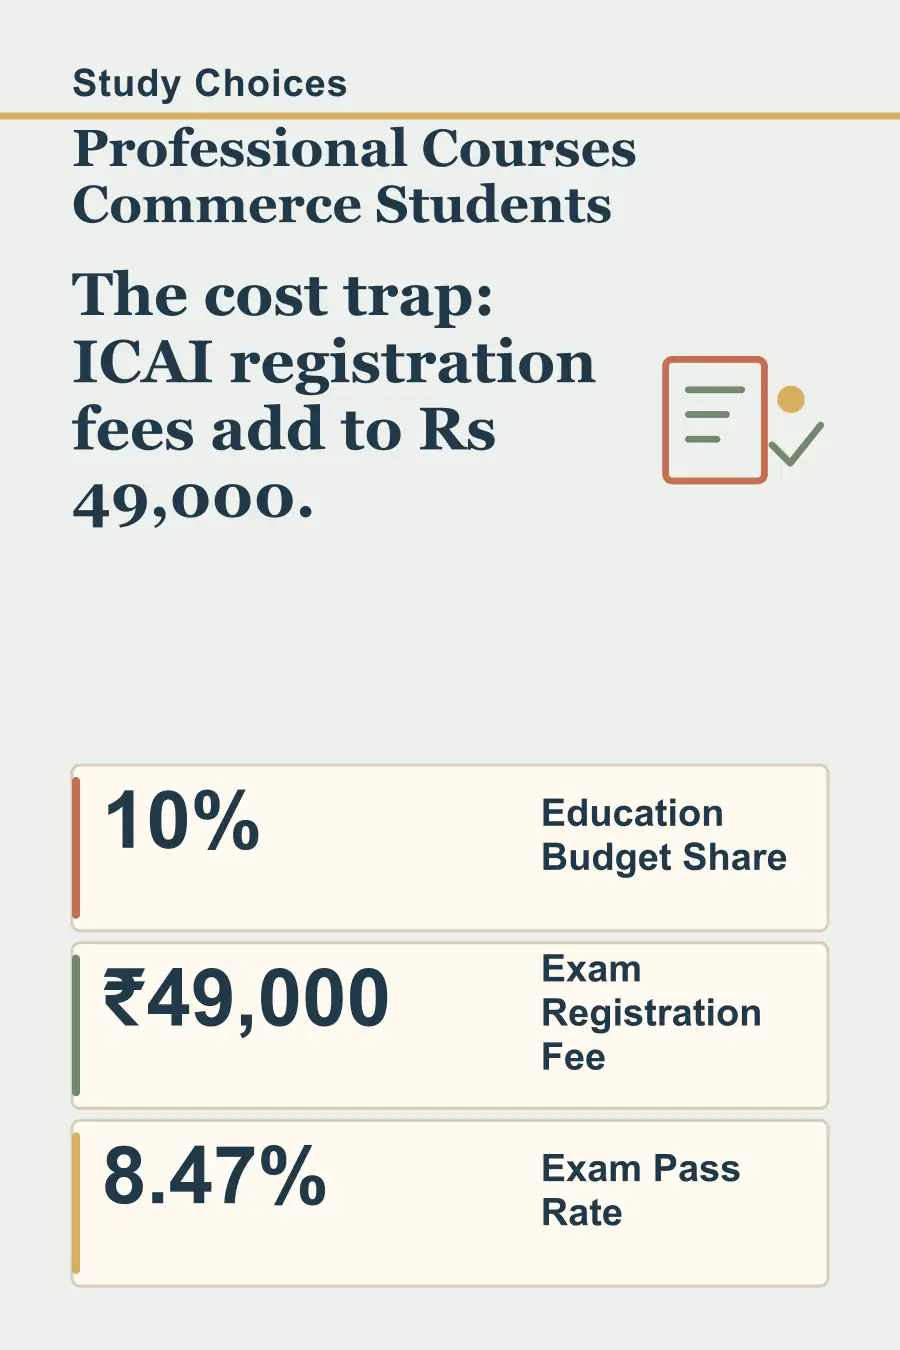 Study Choices
Professional Courses
Commerce Students
The cost trap:
ICAI registration
fees add to Rs
49,000.
10%
Education
Budget Share
₹49,000
Exam
Registration
Fee
8.47%
Exam Pass
Rate